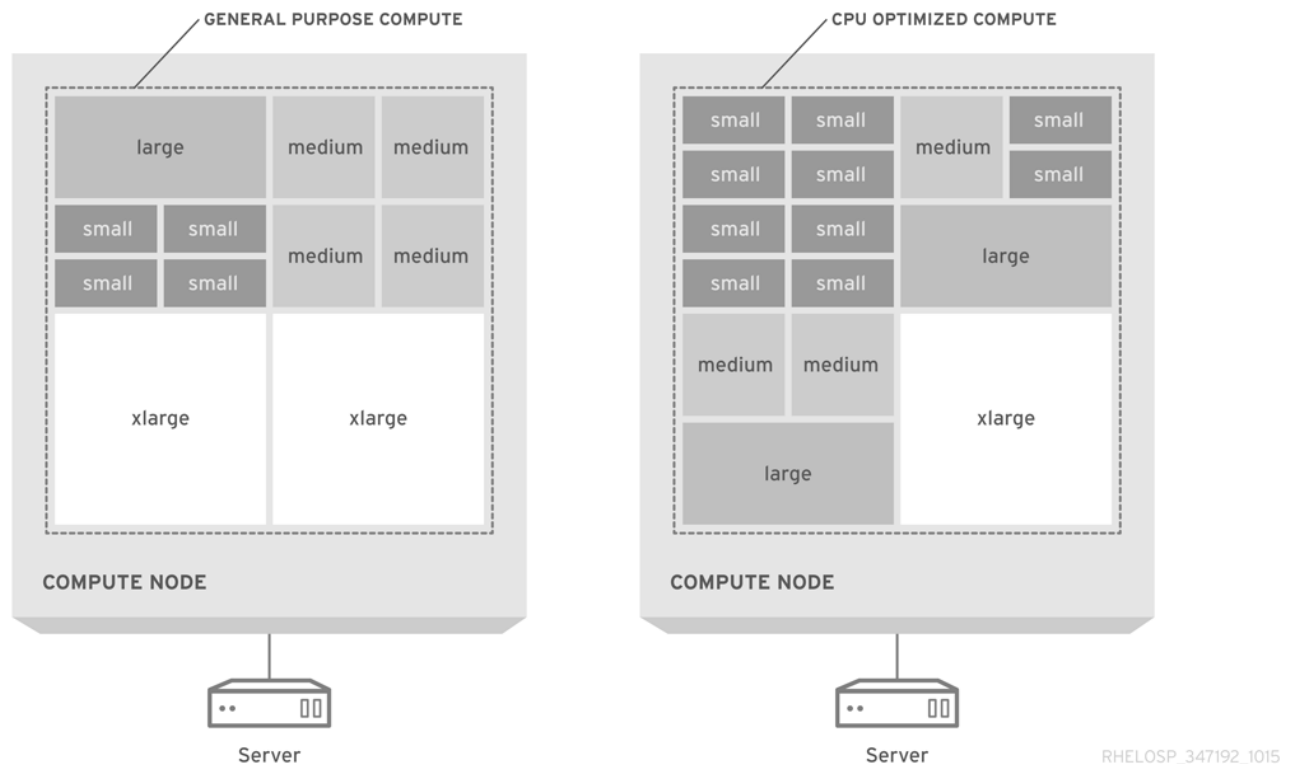 GENERAL PURPOSE COMPUTE
large
medium
medium
small
small
medium
medium
small
small
xlarge
xlarge
COMPUTE NODE
Server
CPU OPTIMIZED COMPUTE
small
small
medium
small
small
small
small
small
small
large
small
small
medium
medium
xlarge
large
COMPUTE NODE
Server
RHELOSP_347192_1015